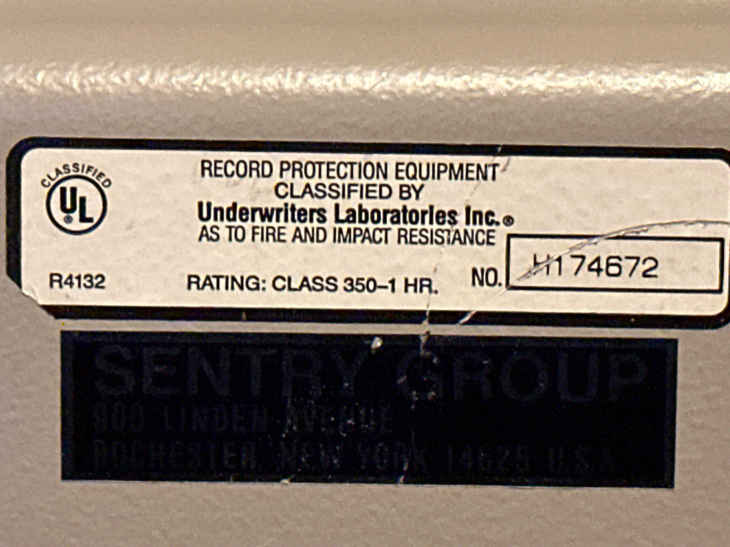 CLASSIFIED
UL®
RECORD PROTECTION EQUIPMENT
CLASSIFIED BY
Underwriters Laboratories Inc.®
AS TO FIRE AND IMPACT RESISTANCE
R4132
RATING: CLASS 350–1 HR.
NO. H174672
SENTRY GROUP
900 LINDEN AVENUE
ROCHESTER NEW YORK 14625 U.S.A.